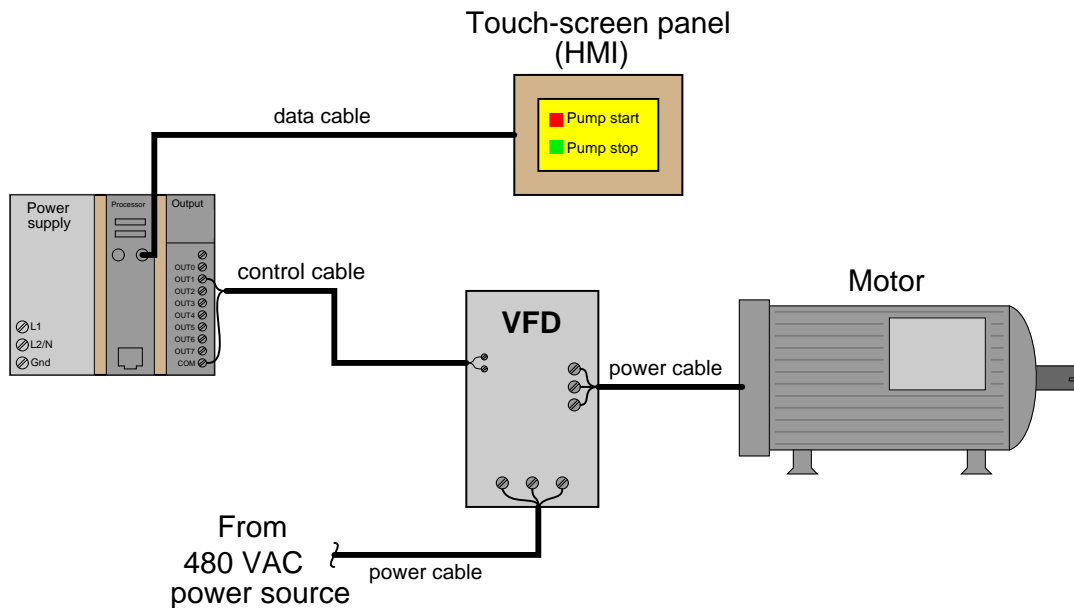 Touch-screen panel
(HMI)
data cable
Pump start
Pump stop
Power
supply
Processor
Output
L1
L2/N
Gnd
OUT0
OUT1
OUT2
OUT3
OUT4
OUT5
OUT6
OUT7
COM
control cable
VFD
Motor
power cable
From
480 VAC
power source
power cable